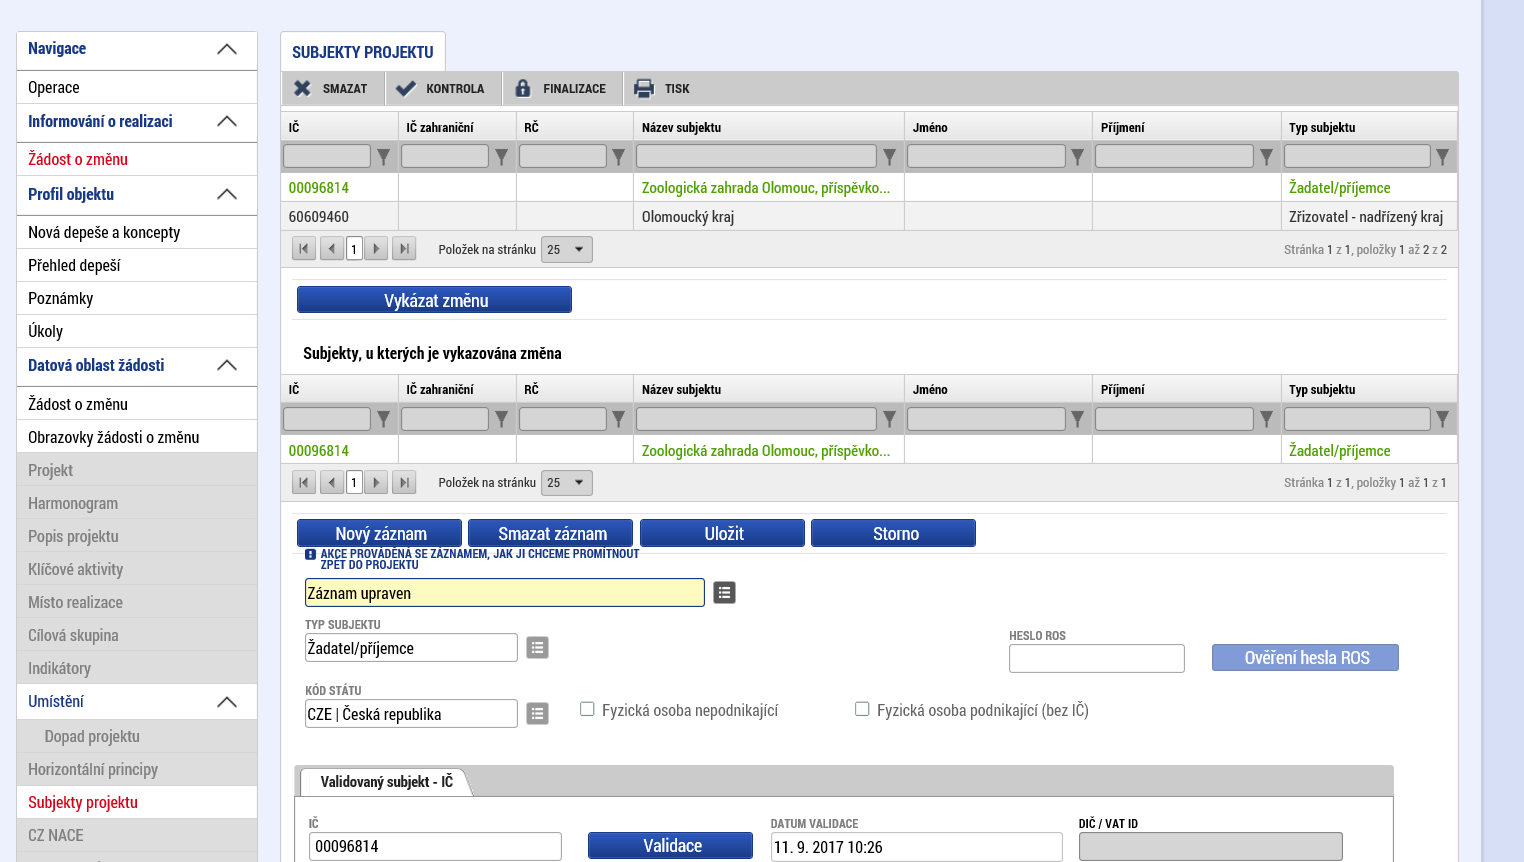 Navigace
Operace
Informování o realizaci
Žádost o změnu
Profil objektu
Nová depeše a koncepty
Přehled depeší
Poznámky
Úkoly
Datová oblast žádosti
Žádost o změnu
Obrazovky žádosti o změnu
Projekt
Harmonogram
Popis projektu
Klíčové aktivity
Místo realizace
Cílová skupina
Indikátory
Umístění
Dopad projektu
Horizontální principy
Subjekty projektu
CZ NACE
SUBJEKTY PROJEKTU
SMAZAT KONTROLA FINALIZACE TISK
IČ IČ zahraniční RČ Název subjektu Jméno Příjmení Typ subjektu
00096814 Zoologická zahrada Olomouc, příspěvko... Žadatel/příjemce
60609460 Olomoucký kraj Zřizovatel - nadřízený kraj
1 Položek na stránku 25 Stránka 1 z 1, položky 1 až 2 z 2
Vykázat změnu
Subjekty, u kterých je vykazována změna
IČ IČ zahraniční RČ Název subjektu Jméno Příjmení Typ subjektu
00096814 Zoologická zahrada Olomouc, příspěvko... Žadatel/příjemce
1 Položek na stránku 25 Stránka 1 z 1, položky 1 až 1 z 1
Nový záznam Smazat záznam Uložit Storno
AKCE PROVÁDĚNÁ SE ZÁZNAMEM, JAK JI CHCEME PROMÍTNOUT
ZPĚT DO PROJEKTU
Záznam upraven
TYP SUBJEKTU
Žadatel/příjemce
HESLO ROS
Ověření hesla ROS
KÓD STÁTU
CZE | Česká republika
Fyzická osoba nepodnikající
Fyzická osoba podnikající (bez IČ)
Validovaný subjekt - IČ
IČ DATUM VALIDACE DIČ / VAT ID
00096814 Validace 11. 9. 2017 10:26